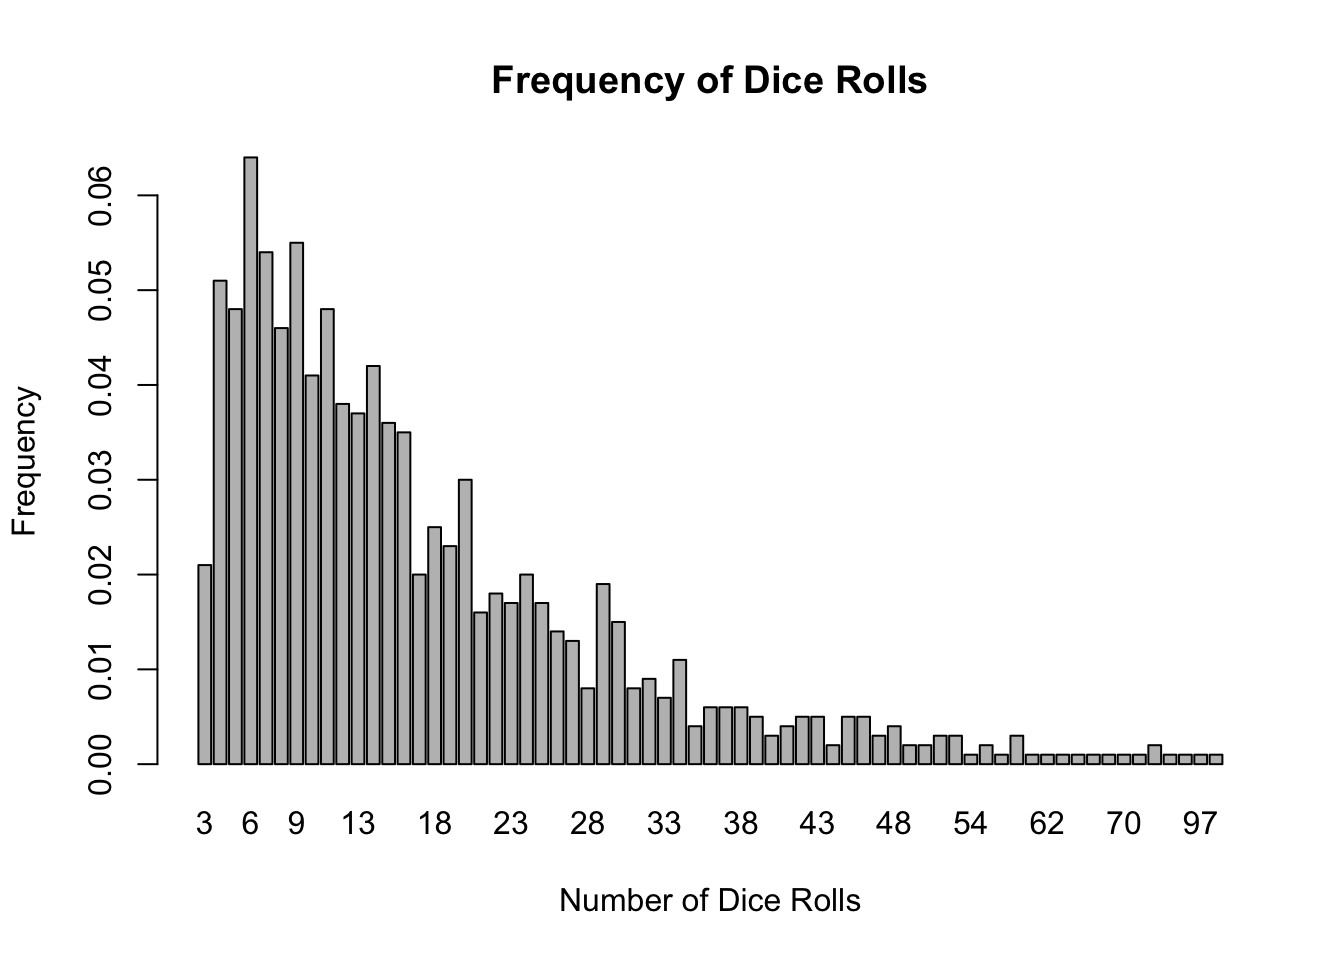 Frequency of Dice Rolls
Frequency
0.06
0.05
0.04
0.03
0.02
0.01
0.00
3 6 9 13 18 23 28 33 38 43 48 54 62 70 97
Number of Dice Rolls